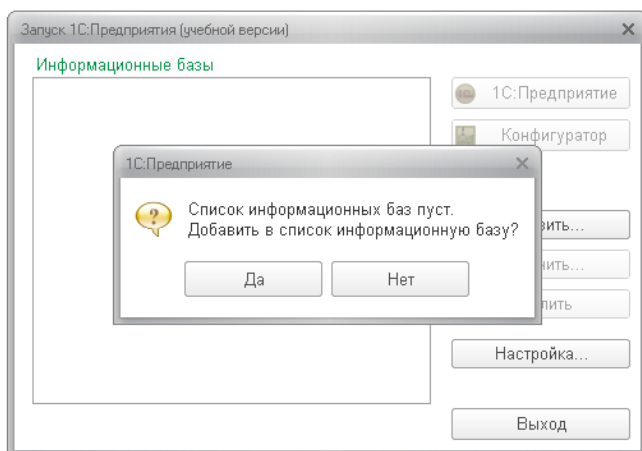 Запуск 1С:Предприятия (учебной версии)
Информационные базы
1С:Предприятие
Конфигуратор
1С:Предприятие
Список информационных баз пуст.
Добавить в список информационную базу?
Да
Нет
Настройка...
Выход